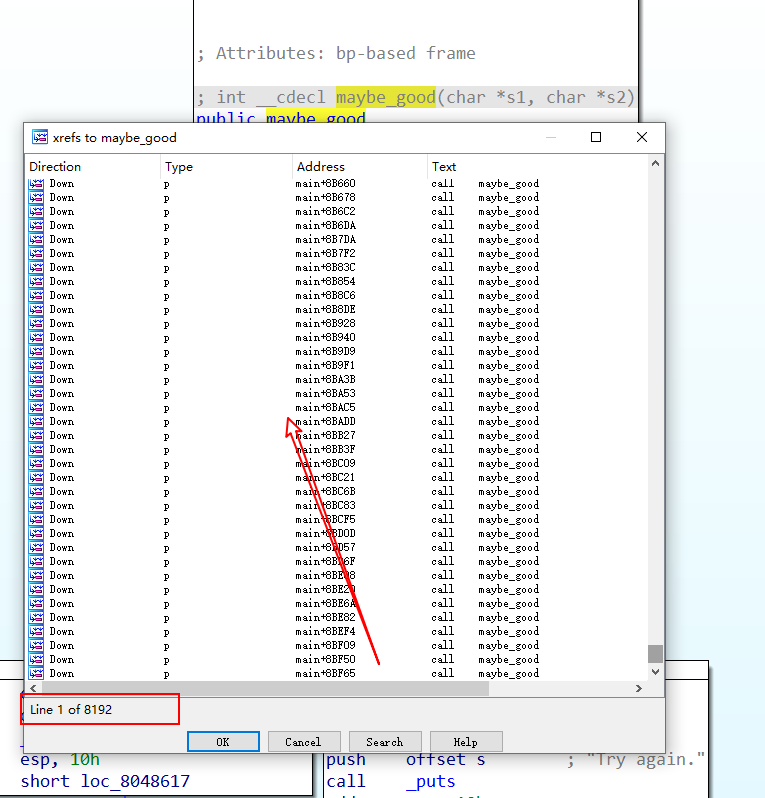 ; Attributes: bp-based frame
; int __cdecl maybe_good(char *s1, char *s2)
public maybe_good
xrefs to maybe_good
Direction Type Address Text
Down p main+8B660 call maybe_good
Down p main+8B678 call maybe_good
Down p main+8B6C2 call maybe_good
Down p main+8B6DA call maybe_good
Down p main+8B7DA call maybe_good
Down p main+8B7F2 call maybe_good
Down p main+8B83C call maybe_good
Down p main+8B854 call maybe_good
Down p main+8B8C6 call maybe_good
Down p main+8B8DE call maybe_good
Down p main+8B928 call maybe_good
Down p main+8B940 call maybe_good
Down p main+8B9D9 call maybe_good
Down p main+8B9F1 call maybe_good
Down p main+8BA3B call maybe_good
Down p main+8BA53 call maybe_good
Down p main+8BAC5 call maybe_good
Down p main+8BADD call maybe_good
Down p main+8BB27 call maybe_good
Down p main+8BB3F call maybe_good
Down p main+8BC09 call maybe_good
Down p main+8BC21 call maybe_good
Down p main+8BC6B call maybe_good
Down p main+8BC83 call maybe_good
Down p main+8BCF5 call maybe_good
Down p main+8BD0D call maybe_good
Down p main+8BD57 call maybe_good
Down p call maybe_good
Down p call maybe_good
Down p call maybe_good
Down p main+8BE6A call maybe_good
Down p main+8BE82 call maybe_good
Down p main+8BEF4 call maybe_good
Down p main+8BF09 call maybe_good
Down p main+8BF50 call maybe_good
Down p main+8BF65 call maybe_good
Line 1 of 8192
OK Cancel Search Help
esp, 10h
short loc_8048617
push offset s ; "Try again."
call _puts